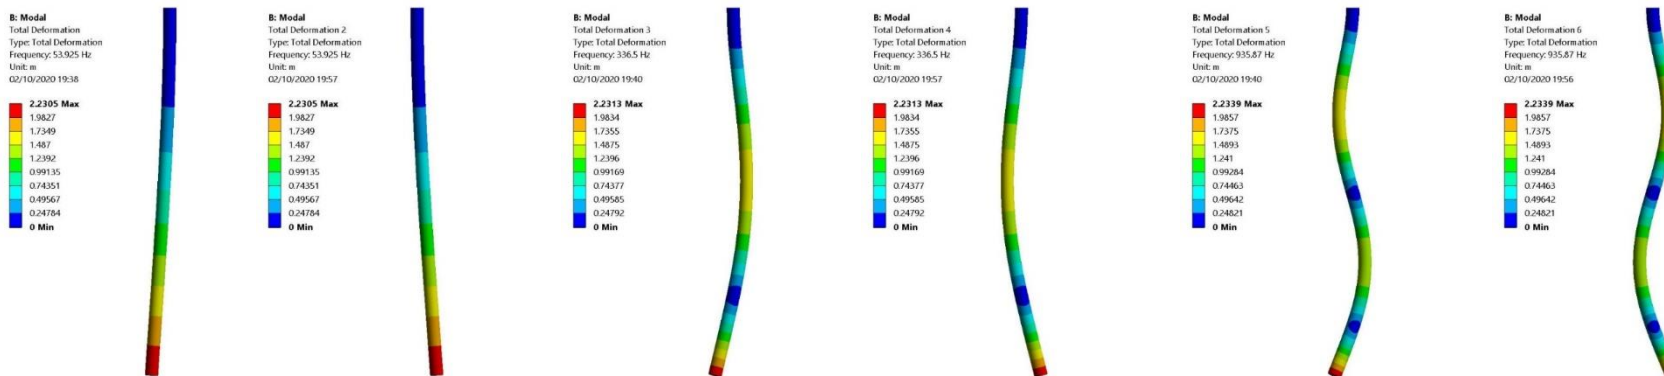 B: Modal
Total Deformation
Type: Total Deformation
Frequency: 53.925 Hz
Unit: m
02/10/2020 19:38
2.2305 Max
1.9827
1.7349
1.487
1.2392
0.99135
0.74351
0.49567
0.24784
0 Min
B: Modal
Total Deformation 2
Type: Total Deformation
Frequency: 53.925 Hz
Unit: m
02/10/2020 19:57
2.2305 Max
1.9827
1.7349
1.487
1.2392
0.99135
0.74351
0.49567
0.24784
0 Min
B: Modal
Total Deformation 3
Type: Total Deformation
Frequency: 336.5 Hz
Unit: m
02/10/2020 19:40
2.2313 Max
1.9834
1.7355
1.4875
1.2396
0.99169
0.74377
0.49585
0.24792
0 Min
B: Modal
Total Deformation 4
Type: Total Deformation
Frequency: 336.5 Hz
Unit: m
02/10/2020 19:57
2.2313 Max
1.9834
1.7355
1.4875
1.2396
0.99169
0.74377
0.49585
0.24792
0 Min
B: Modal
Total Deformation 5
Type: Total Deformation
Frequency: 935.87 Hz
Unit: m
02/10/2020 19:40
2.2339 Max
1.9857
1.7375
1.4893
1.241
0.99284
0.74463
0.49642
0.24821
0 Min
B: Modal
Total Deformation 6
Type: Total Deformation
Frequency: 935.87 Hz
Unit: m
02/10/2020 19:56
2.2339 Max
1.9857
1.7375
1.4893
1.241
0.99284
0.74463
0.49642
0.24821
0 Min